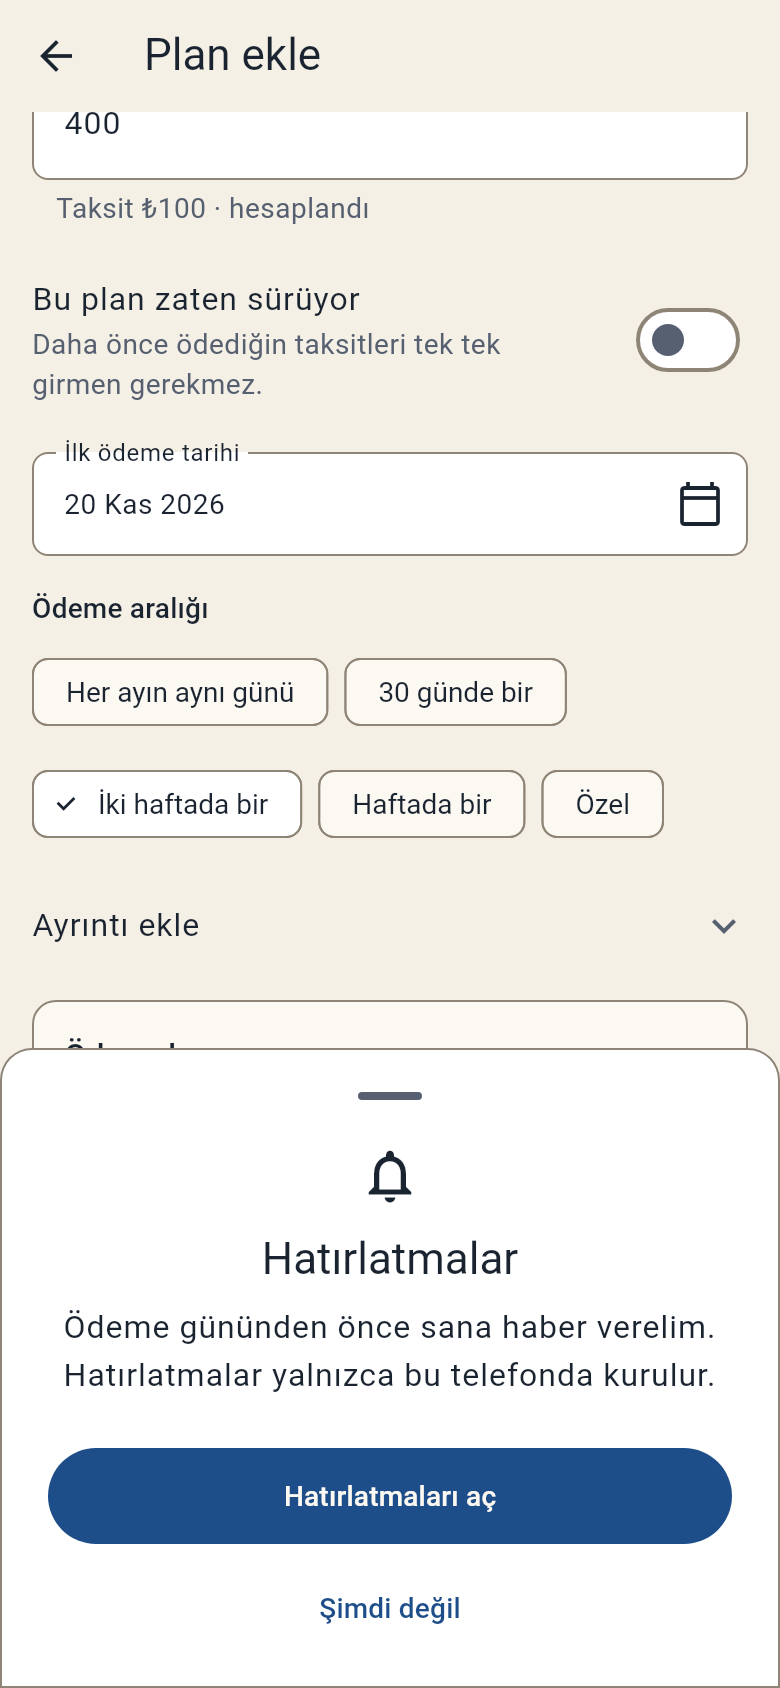 Plan ekle
400
Taksit ₺100 · hesaplandı
Bu plan zaten sürüyor
Daha önce ödediğin taksitleri tek tek
girmen gerekmez.
İlk ödeme tarihi
20 Kas 2026
Ödeme aralığı
Her ayın aynı günü
30 günde bir
İki haftada bir
Haftada bir
Özel
Ayrıntı ekle
Hatırlatmalar
Ödeme gününden önce sana haber verelim.
Hatırlatmalar yalnızca bu telefonda kurulur.
Hatırlatmaları aç
Şimdi değil